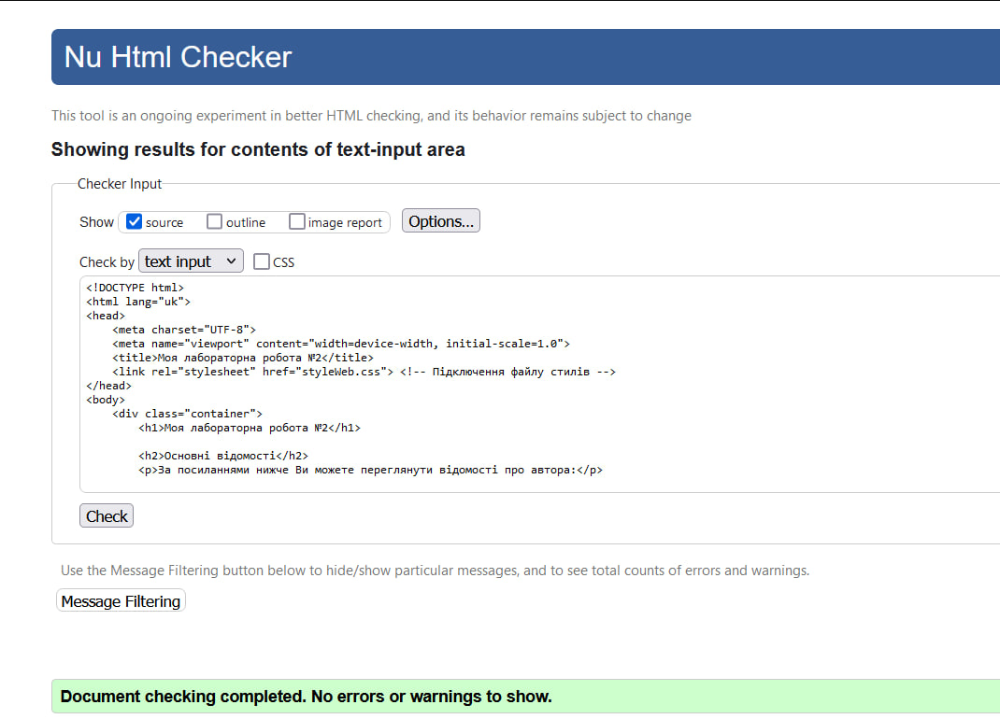 Nu Html Checker
This tool is an ongoing experiment in better HTML checking, and its behavior remains subject to change
Showing results for contents of text-input area
Checker Input
Show source outline image report Options...
Check by text input CSS
<!DOCTYPE html>
<html lang="uk">
<head>
    <meta charset="UTF-8">
    <meta name="viewport" content="width=device-width, initial-scale=1.0">
    <title>Моя лабораторна робота №2</title>
    <link rel="stylesheet" href="styleWeb.css"> <!-- Підключення файлу стилів -->
</head>
<body>
    <div class="container">
        <h1>Моя лабораторна робота №2</h1>
        <h2>Основні відомості</h2>
        <p>За посиланнями нижче Ви можете переглянути відомості про автора:</p>
Check
Use the Message Filtering button below to hide/show particular messages, and to see total counts of errors and warnings.
Message Filtering
Document checking completed. No errors or warnings to show.